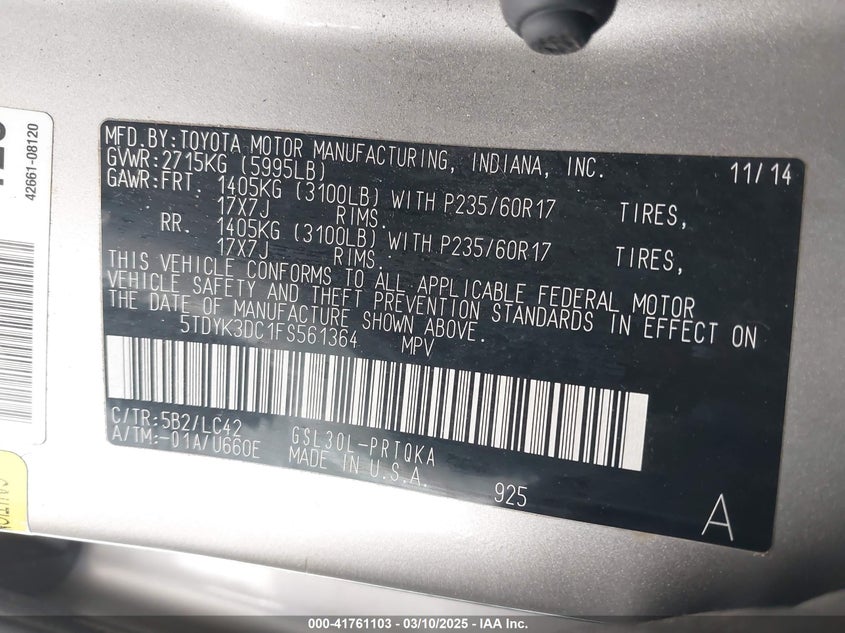 42661-08120
MFD.BY:TOYOTA MOTOR MANUFACTURING, INDIANA, INC. 11/14
GVWR:2715KG (5995LB)
GAWR:FRT. 1405KG (3100LB) WITH P235/60R17 TIRES,
17X7J RIMS.
RR. 1405KG (3100LB) WITH P235/60R17 TIRES,
17X7J RIMS.
THIS VEHICLE CONFORMS TO ALL APPLICABLE FEDERAL MOTOR
VEHICLE SAFETY AND THEFT PREVENTION STANDARDS IN EFFECT ON
THE DATE OF MANUFACTURE SHOWN ABOVE.
5TDYK3DC1FS561364 MPV
C/TR:5B2/LC42 GSL30L-PRTQKA
A/TM:-01A/U660E MADE IN U.S.A.
925
A
000-41761103 — 03/10/2025 — IAA Inc.